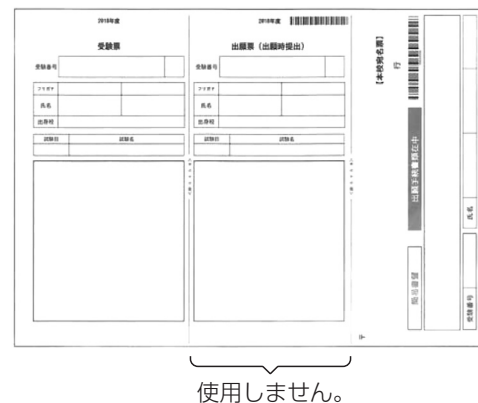 2018年度
受験票
受験番号
フリガナ
氏名
出身校
試験日 試験名
2018年度
出願票（出願時提出）
受験番号
フリガナ
氏名
出身校
試験日 試験名
【本校宛名票】
行
出願手続書類在中
簡易書留
〒
氏名
受験番号
使用しません。